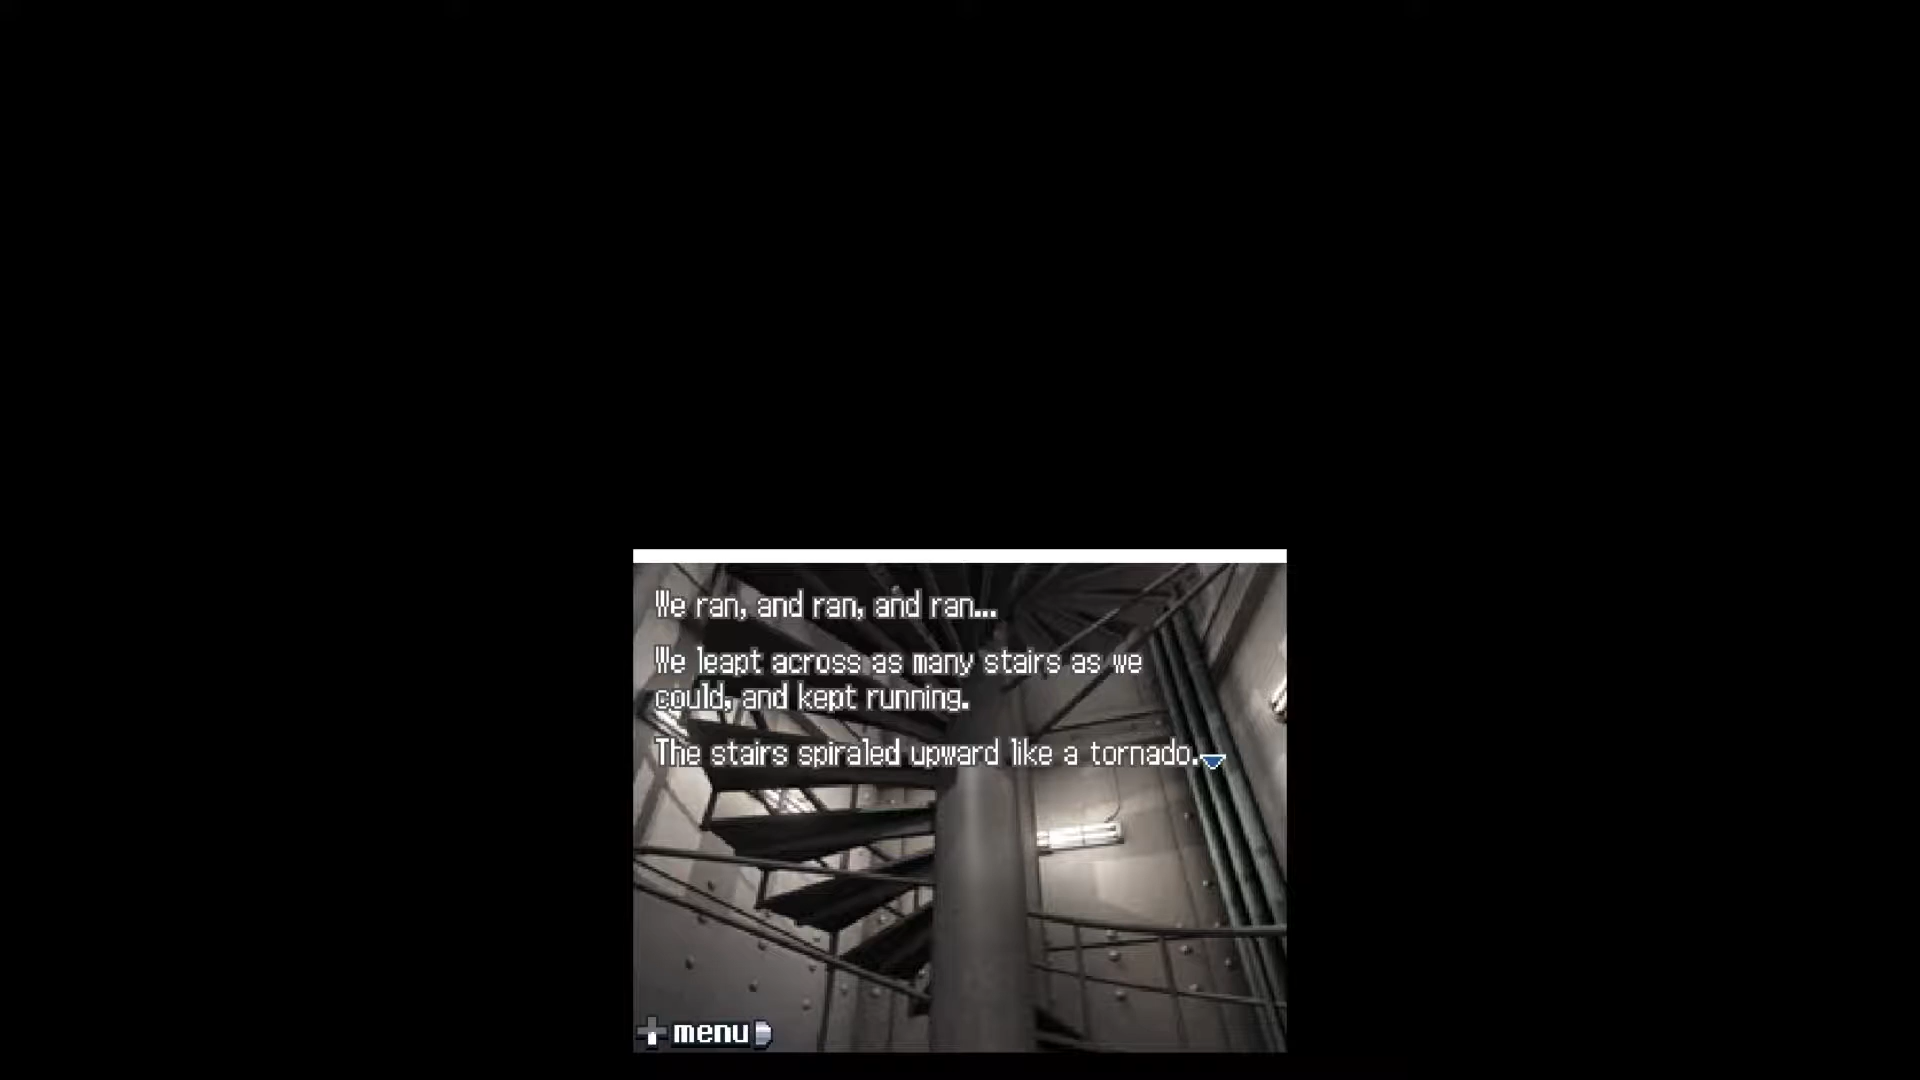 We ran, and ran, and ran...
We leapt across as many stairs as we
could, and kept running.
The stairs spiraled upward like a tornado.
menu